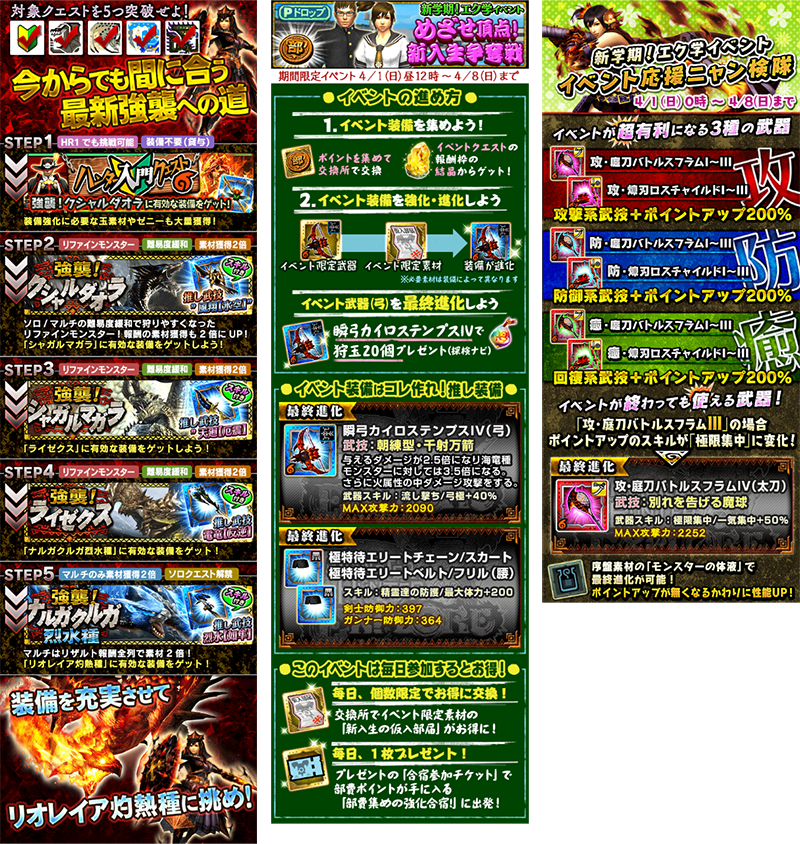 対象クエストを5つ突破せよ!
今からでも間に合う
最新強襲への道
STEP1 HR1でも挑戦可能 装備不要(貸与)
ハンター入門クエスト6
強襲!クシャルダオラに有効な装備をゲット!
装備強化に必要な玉素材やゼニーも大量獲得!
STEP2 リファインモンスター 難易度緩和 素材獲得2倍
強襲!
クシャルダオラ
推し武技
ソロ/マルチの難易度緩和で狩りやすくなった
リファインモンスター!報酬の素材獲得も2倍にUP!
「シャガルマガラ」に有効な装備をゲットしよう!
STEP3 リファインモンスター 難易度緩和 素材獲得2倍
強襲!
シャガルマガラ
推し武技
天廻[厄震]
「ライゼクス」に有効な装備をゲットしよう!
STEP4 リファインモンスター 難易度緩和 素材獲得2倍
強襲!
ライゼクス
推し武技
電竜[反逆]
「ナルガクルガ烈水種」に有効な装備をゲット!
STEP5 マルチのみ素材獲得2倍 ソロクエスト解禁
強襲!
ナルガクルガ
烈水種
推し武技
マルチはリザルト報酬全列で素材2倍!
「リオレイア灼熱種」に有効な装備をゲット!
装備を充実させて
リオレイア灼熱種に挑め!
Pドロップ
新学期!エク学イベント
めざせ頂点!
新入生争奪戦
部
期間限定イベント 4/1(日)昼12時~4/8(日)まで
イベントの進め方
1.イベント装備を集めよう!
ポイントを集めて
交換所で交換
イベントクエストの
報酬枠の
結晶からゲット!
2.イベント装備を強化・進化しよう
イベント限定武器
イベント限定素材
装備が進化
※必要素材は装備によって異なります
イベント武器(弓)を最終進化しよう
瞬弓カイロステンプスIVで
狩玉20個プレゼント(探検ナビ)
イベント装備はコレ作れ!推し装備
最終進化
瞬弓カイロステンプスIV(弓)
武技:朝練型・千射万箭
与えるダメージが2.5倍になり海竜種
モンスターに対しては3.5倍になる。
さらに火属性の中ダメージ攻撃をする。
武器スキル:流し撃ち/弓極+40%
MAX攻撃力:2090
最終進化
極特待エリートチェーン/スカート
極特待エリートベルト/フリル(腰)
スキル:精霊達の防護/最大体力+200
剣士防御力:397
ガンナー防御力:364
このイベントは毎日参加するとお得!
毎日、個数限定でお得に交換!
交換所でイベント限定素材の
「新入生の仮入部届」がお得に!
毎日、1枚プレゼント!
プレゼントの「合宿参加チケット」で
部費ポイントが手に入る
「部費集めの強化合宿!」に出発!
新学期!エク学イベント
イベント応援ニャン検隊
4/1(日)0時~4/8(日)まで
イベントが超有利になる3種の武器
攻・庭刀バトルスフラムI~III
攻・熖刃ロスチャイルドI~III
攻
攻撃系武技+ポイントアップ200%
防・庭刀バトルスフラムI~III
防・熖刃ロスチャイルドI~III
防
防御系武技+ポイントアップ200%
癒・庭刀バトルスフラムI~III
癒・熖刃ロスチャイルドI~III
癒
回復系武技+ポイントアップ200%
イベントが終わっても使える武器!
「攻・庭刀バトルスフラムIII」の場合
ポイントアップのスキルが「極限集中」に変化!
最終進化
攻・庭刀バトルスフラムIV(太刀)
武技:別れを告げる魔球
武器スキル:極限集中/一気集中+50%
MAX攻撃力:2252
序盤素材の「モンスターの体液」で
最終進化が可能!
ポイントアップが無くなるかわりに性能UP!